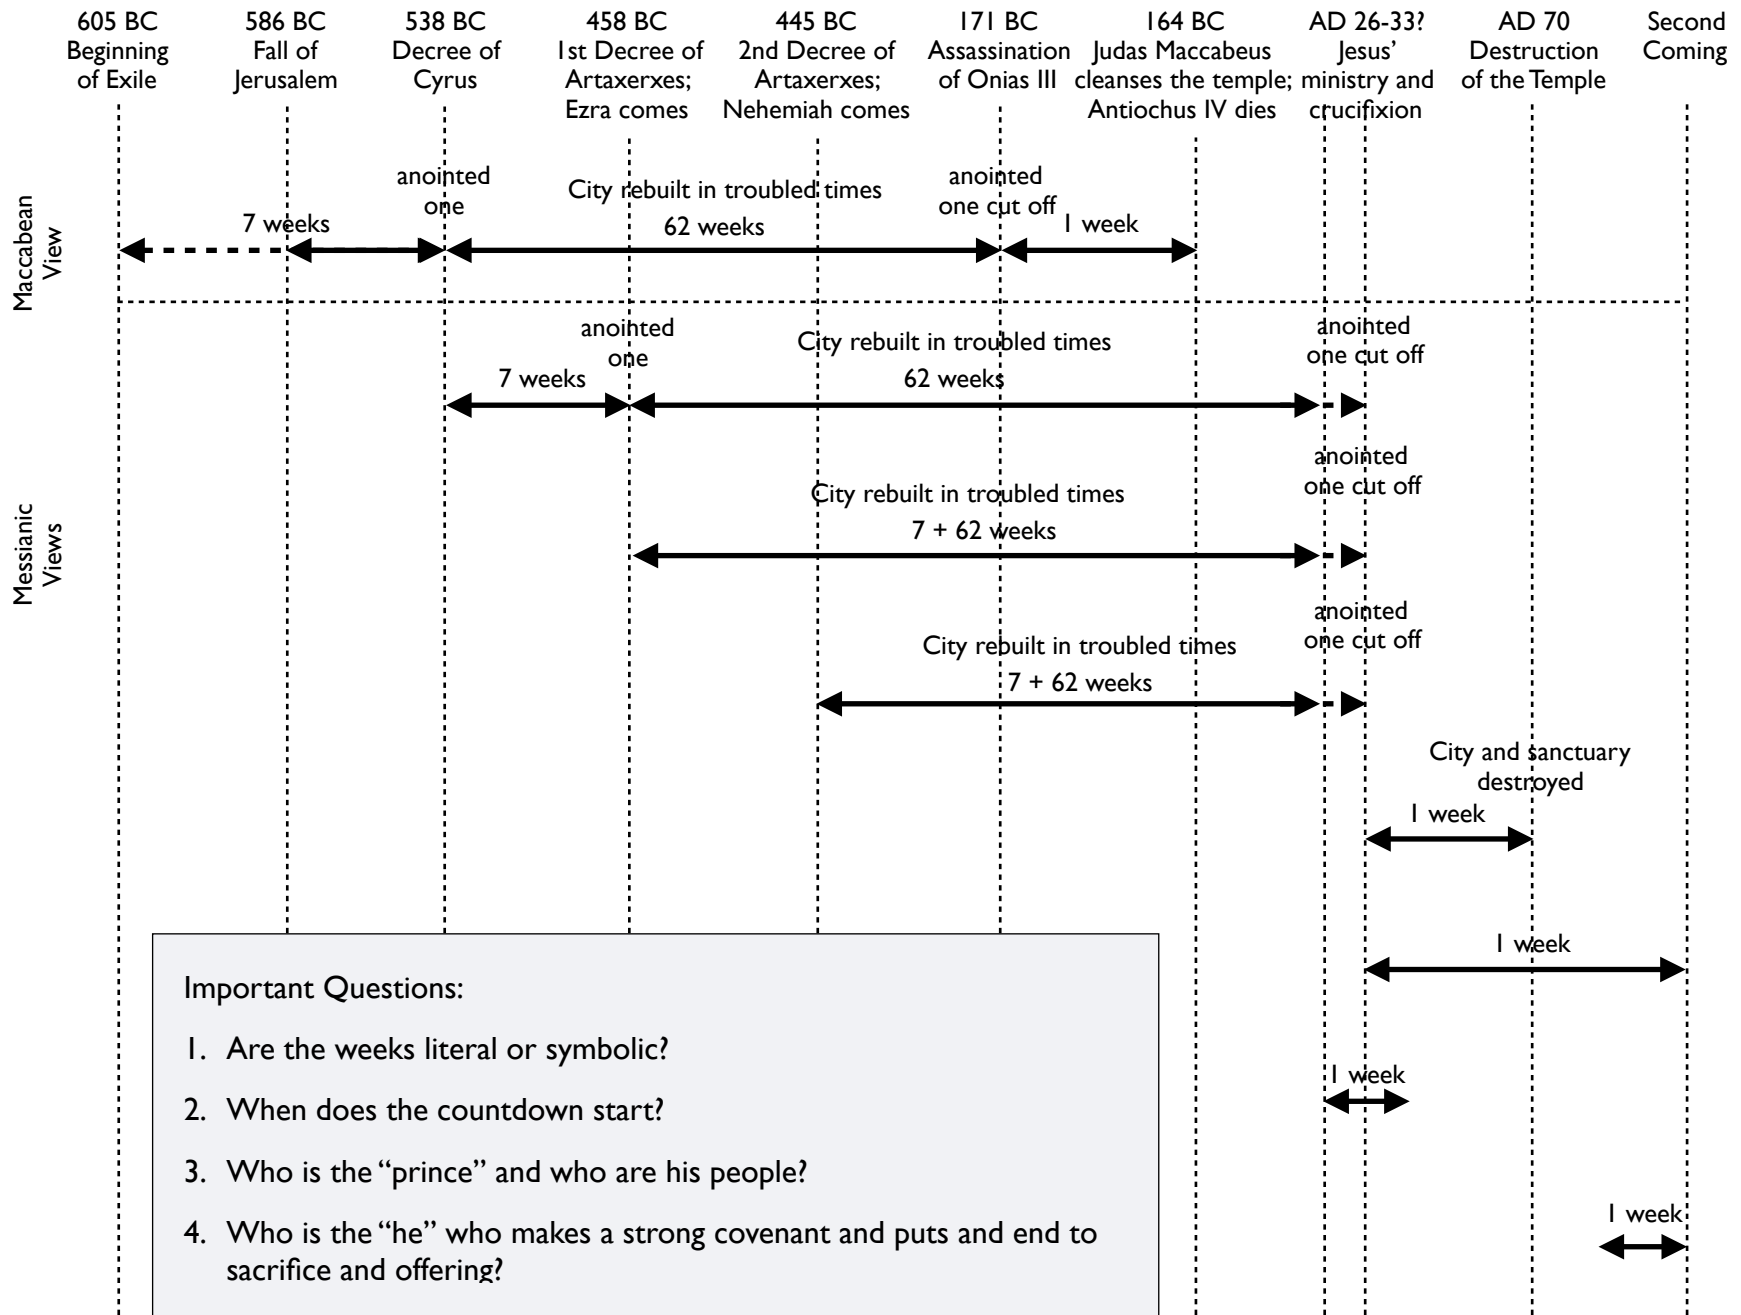 605 BC
Beginning
of Exile
586 BC
Fall of
Jerusalem
538 BC
Decree of
Cyrus
458 BC
1st Decree of
Artaxerxes;
Ezra comes
445 BC
2nd Decree of
Artaxerxes;
Nehemiah comes
171 BC
Assassination
of Onias III
164 BC
Judas Maccabeus
cleanses the temple;
Antiochus IV dies
AD 26-33?
Jesus’
ministry and
crucifixion
AD 70
Destruction
of the Temple
Second
Coming
Maccabean
View
7 weeks
anointed
one
City rebuilt in troubled times
62 weeks
anointed
one cut off
1 week
Messianic
Views
7 weeks
anointed
one
City rebuilt in troubled times
62 weeks
anointed
one cut off
City rebuilt in troubled times
7 + 62 weeks
anointed
one cut off
City rebuilt in troubled times
7 + 62 weeks
anointed
one cut off
City and sanctuary
destroyed
1 week
1 week
1 week
1 week
Important Questions:
1. Are the weeks literal or symbolic?
2. When does the countdown start?
3. Who is the “prince” and who are his people?
4. Who is the “he” who makes a strong covenant and puts and end to
sacrifice and offering?